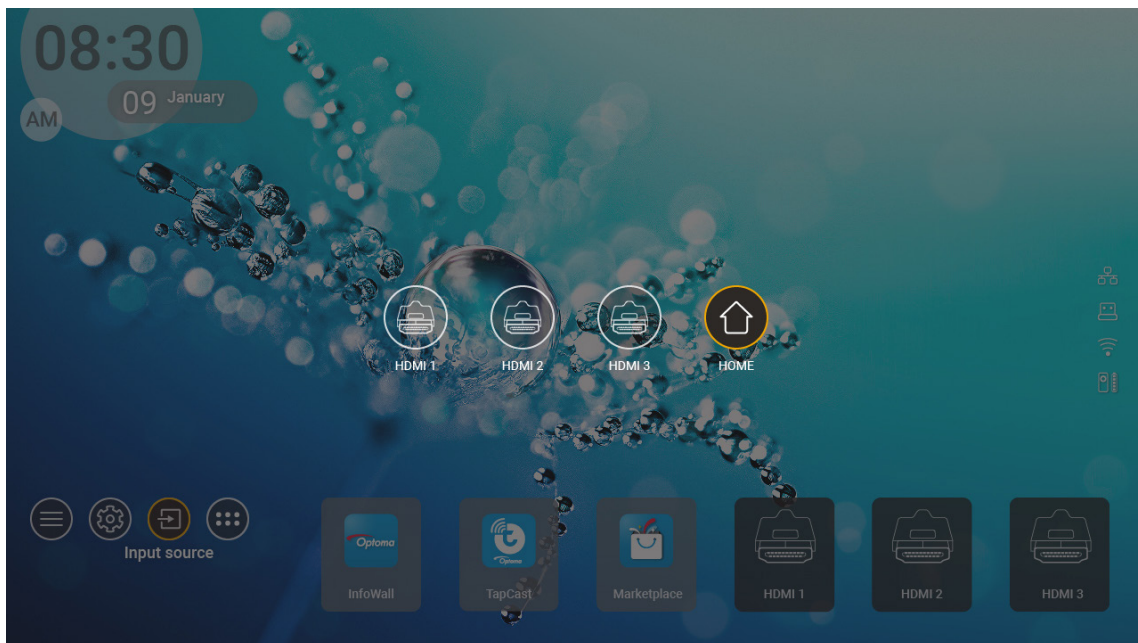 08:30
09 January
AM
HDMI 1 HDMI 2 HDMI 3 HOME
Input source
Optoma
Optoma
InfoWall TapCast Marketplace HDMI 1 HDMI 2 HDMI 3